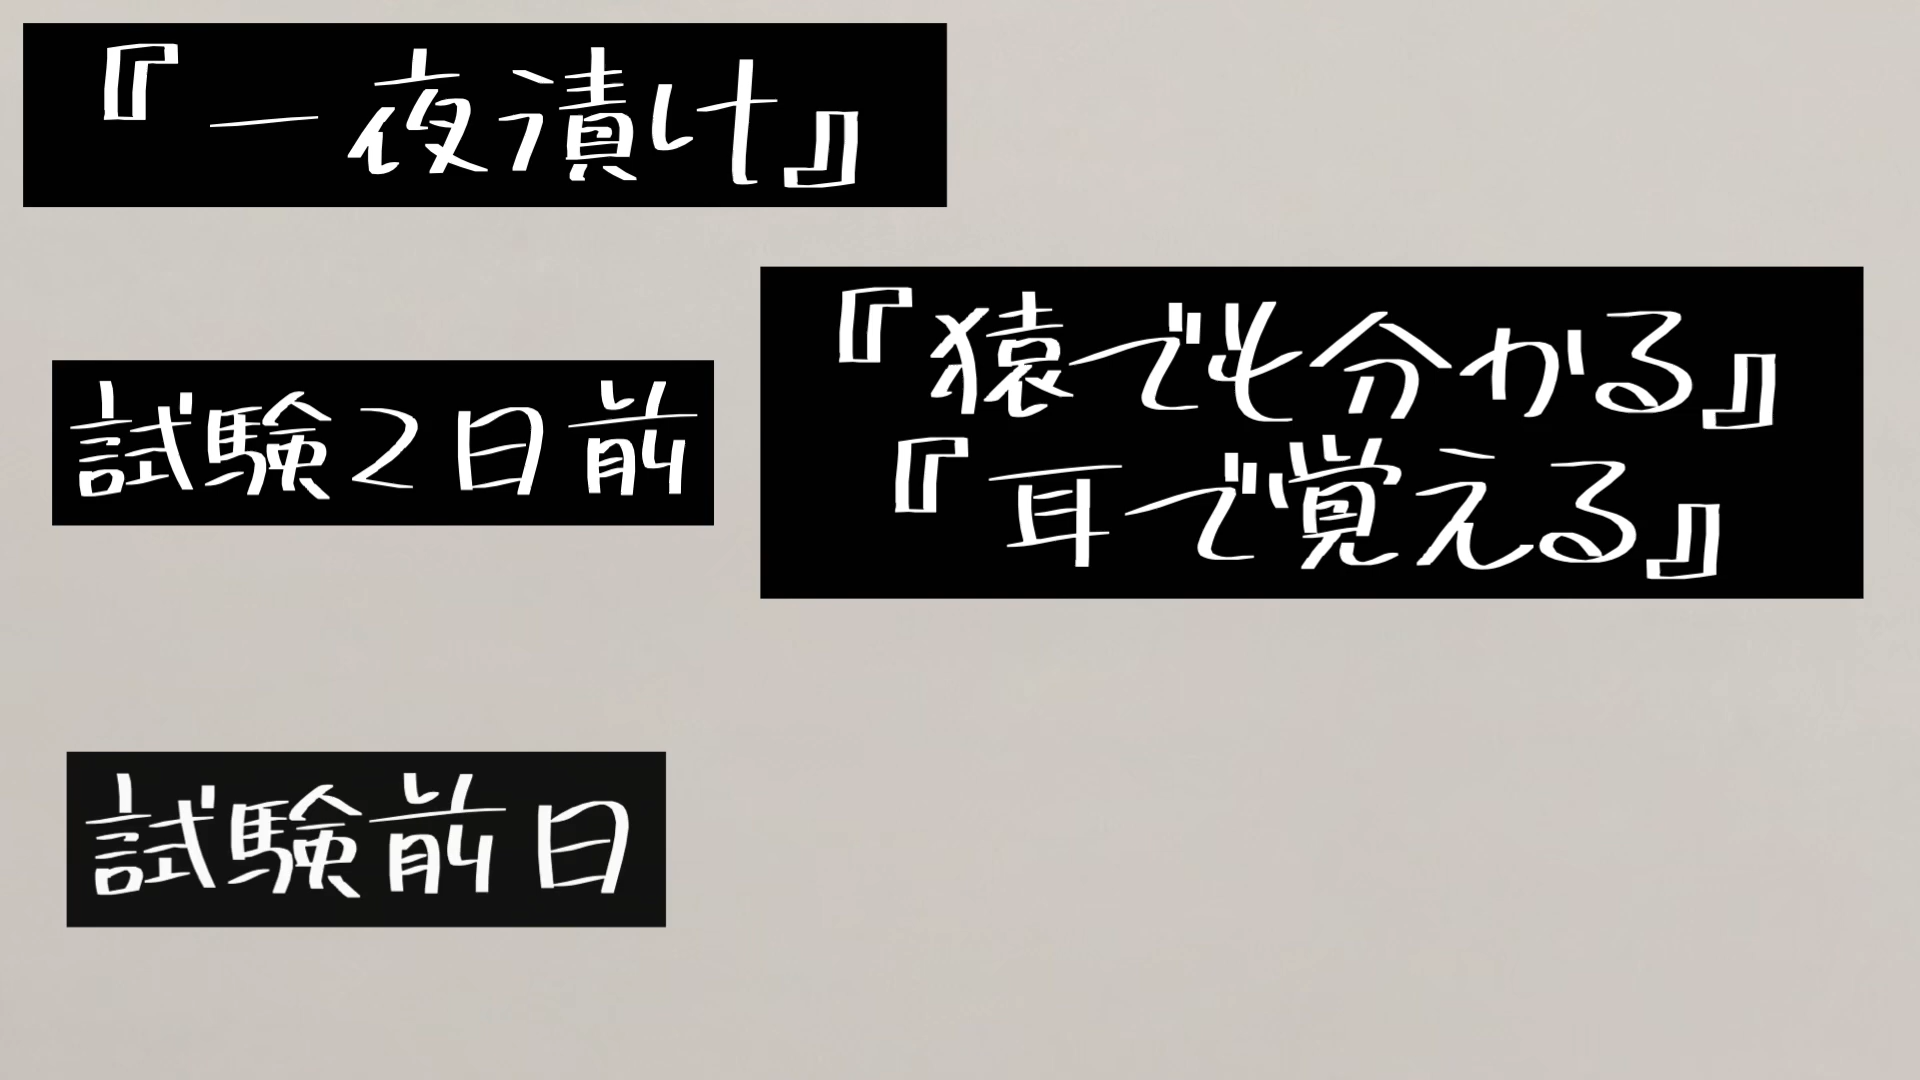 『一夜漬け』
試験2日前
『猿でも分かる』
『耳で覚える』
試験前日